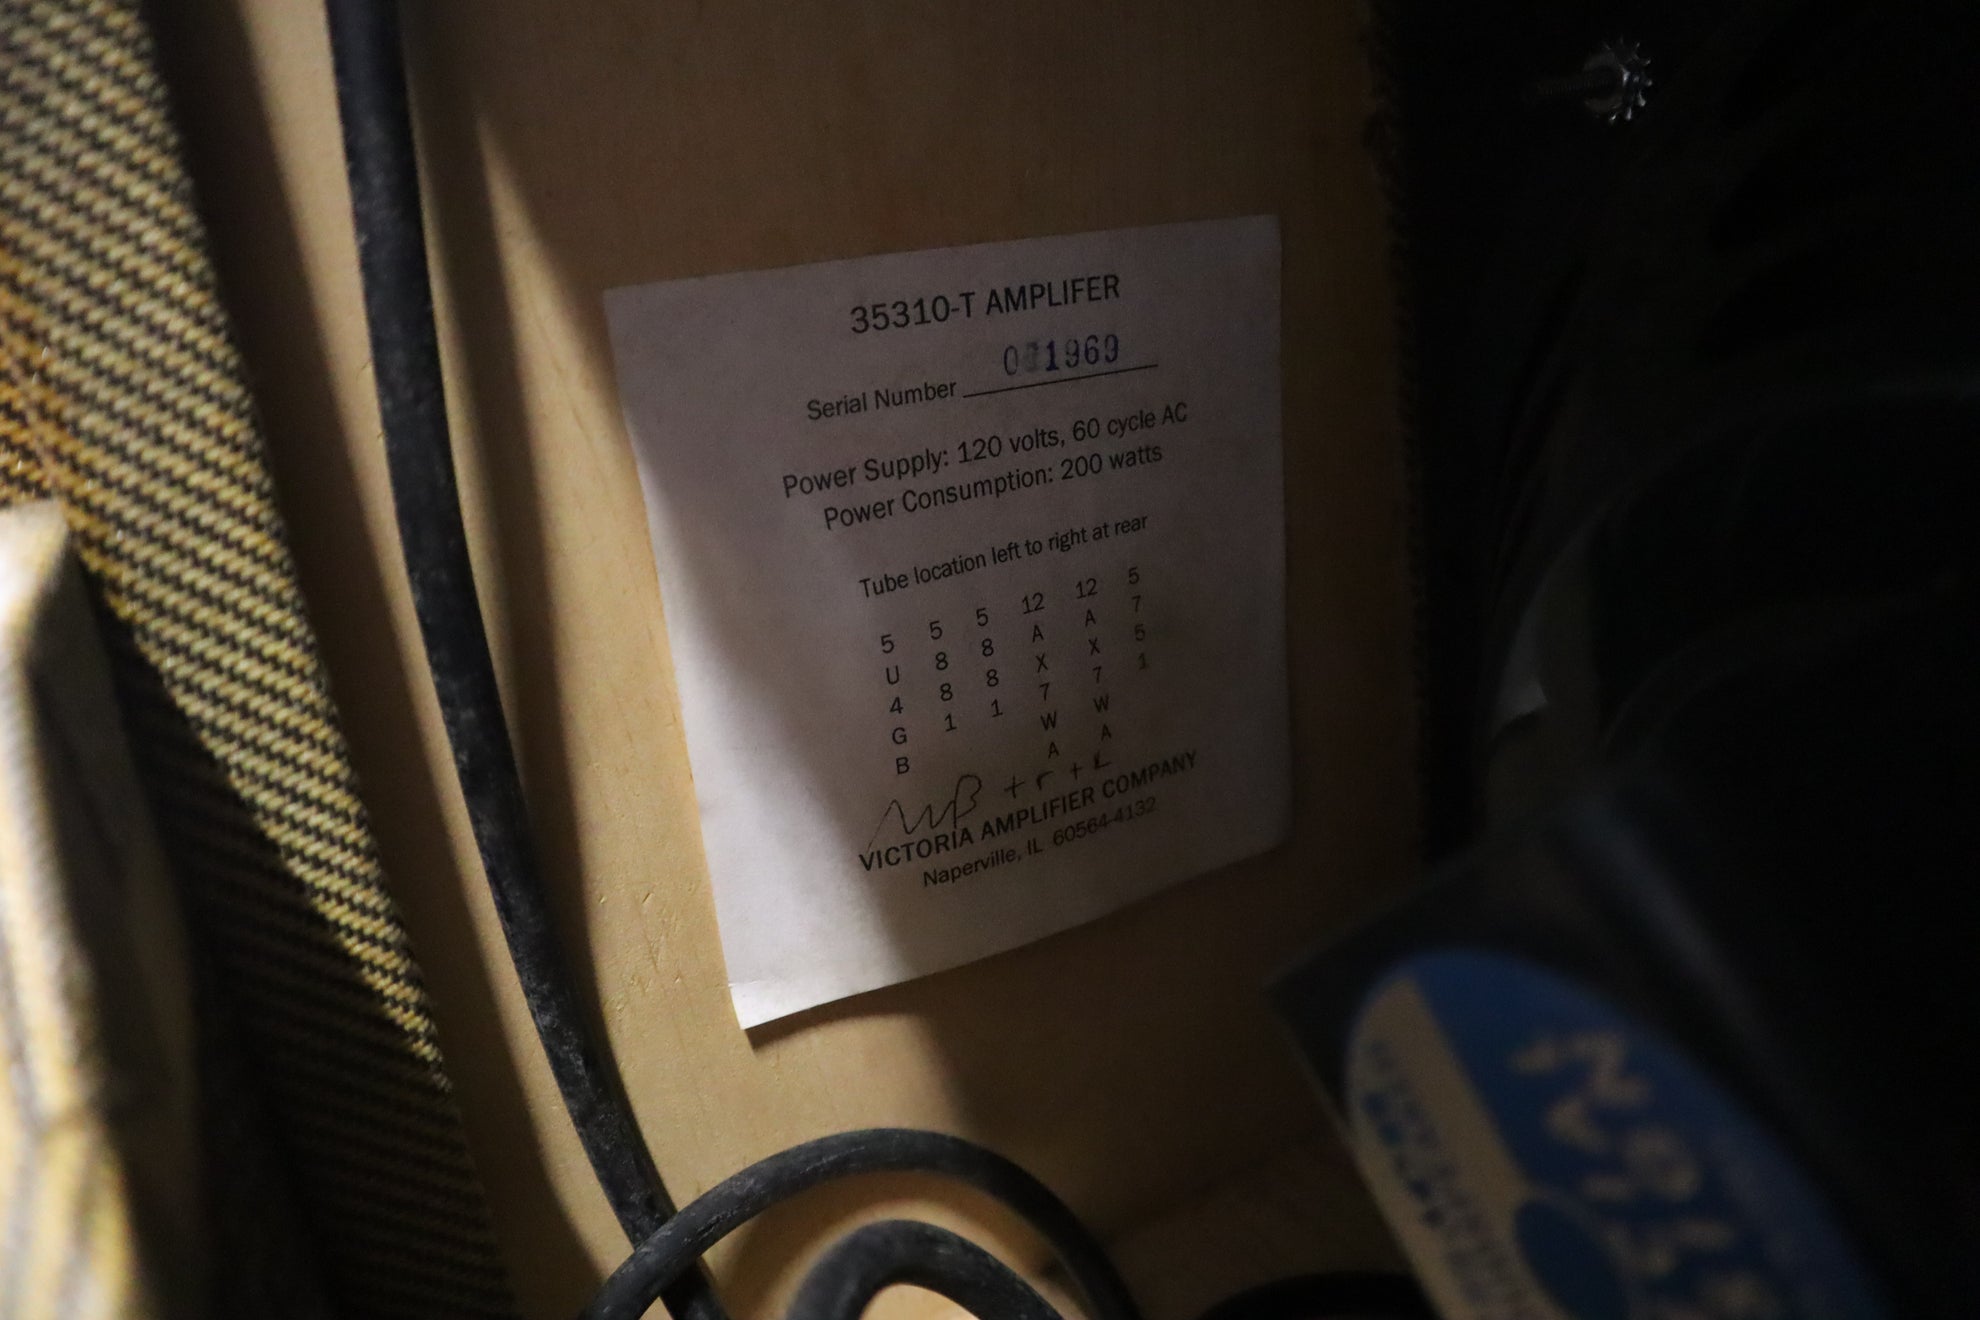 35310-T AMPLIFER
Serial Number 001969
Power Supply: 120 volts, 60 cycle AC
Power Consumption: 200 watts
Tube location left to right at rear
5 5 5 12 12 5
U 8 8 A A 7
4 8 8 X X 5
G 1 1 7 7 1
B W W
A A
VICTORIA AMPLIFIER COMPANY
Naperville, IL 60564-4132